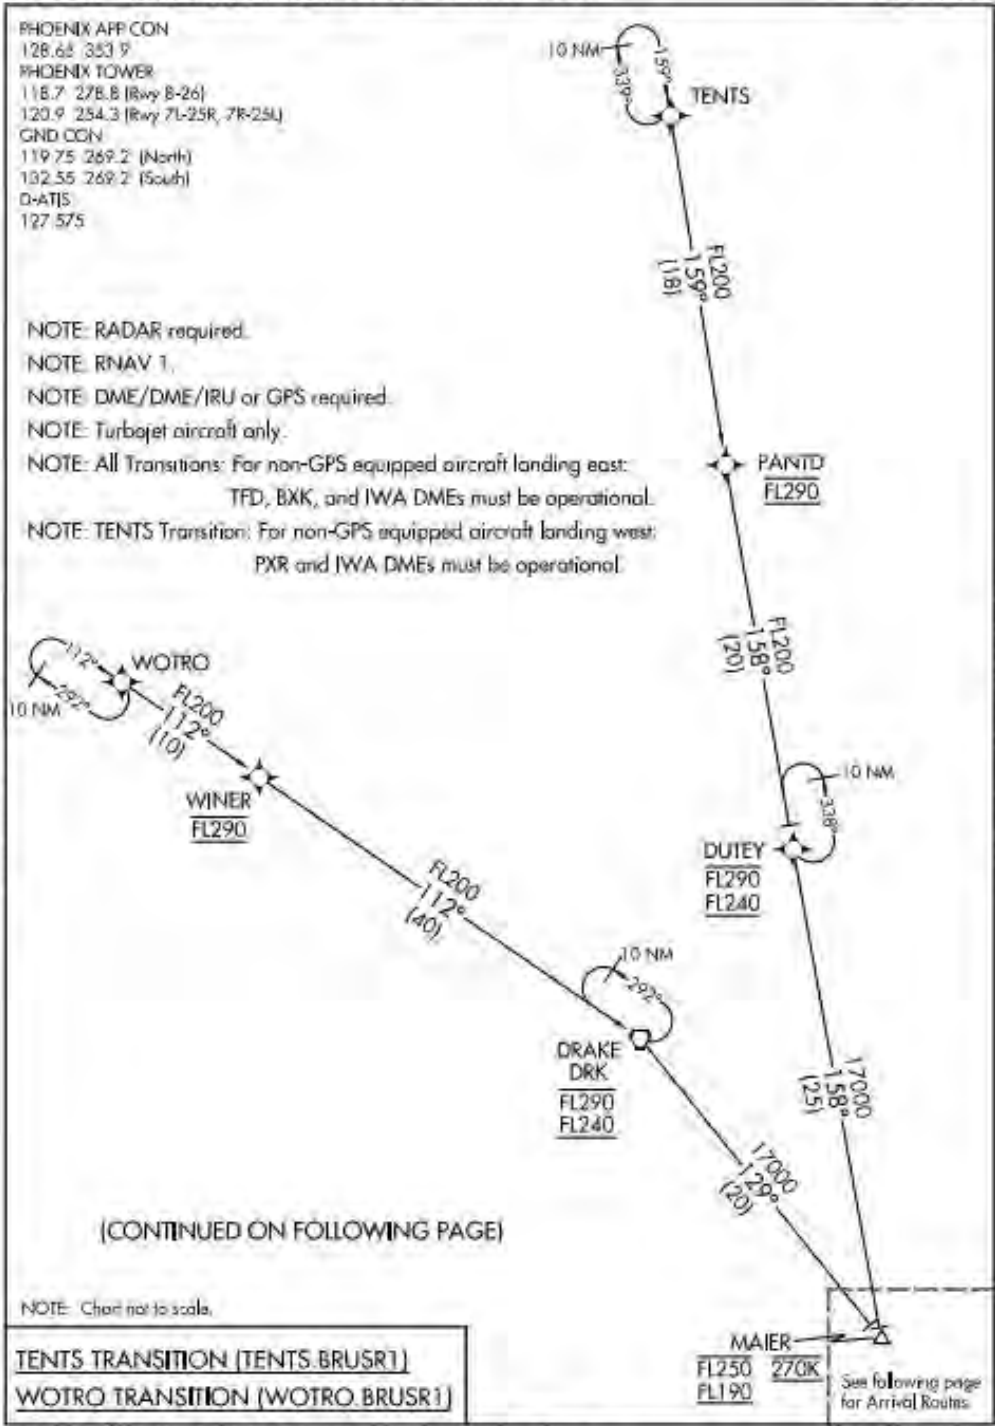 PHOENIX APP CON
128.65 353.9
PHOENIX TOWER
118.7 278.8 (Rwy 8-26)
120.9 254.3 (Rwy 7L-25R, 7R-25L)
GND CON
119.75 269.2 (North)
132.55 269.2 (South)
D-ATIS
127.575
10 NM
159°
339°
TENTS
FL200
159°
(18)
NOTE: RADAR required.
NOTE: RNAV 1.
NOTE: DME/DME/IRU or GPS required.
NOTE: Turbojet aircraft only.
NOTE: All Transitions: For non-GPS equipped aircraft landing east:
TFD, BXK, and IWA DMEs must be operational.
NOTE: TENTS Transition: For non-GPS equipped aircraft landing west:
PXR and IWA DMEs must be operational.
PANTD
FL290
FL200
158°
(20)
112°
292°
10 NM
WOTRO
FL200
112°
(10)
WINER
FL290
10 NM
338°
DUTEY
FL290
FL240
FL200
112°
(40)
10 NM
292°
DRAKE
DRK
FL290
FL240
17000
158°
(25)
17000
129°
(20)
(CONTINUED ON FOLLOWING PAGE)
NOTE: Chart not to scale.
TENTS TRANSITION (TENTS.BRUSR1)
WOTRO TRANSITION (WOTRO.BRUSR1)
MAIER
FL250 270K
FL190
See following page
for Arrival Routes